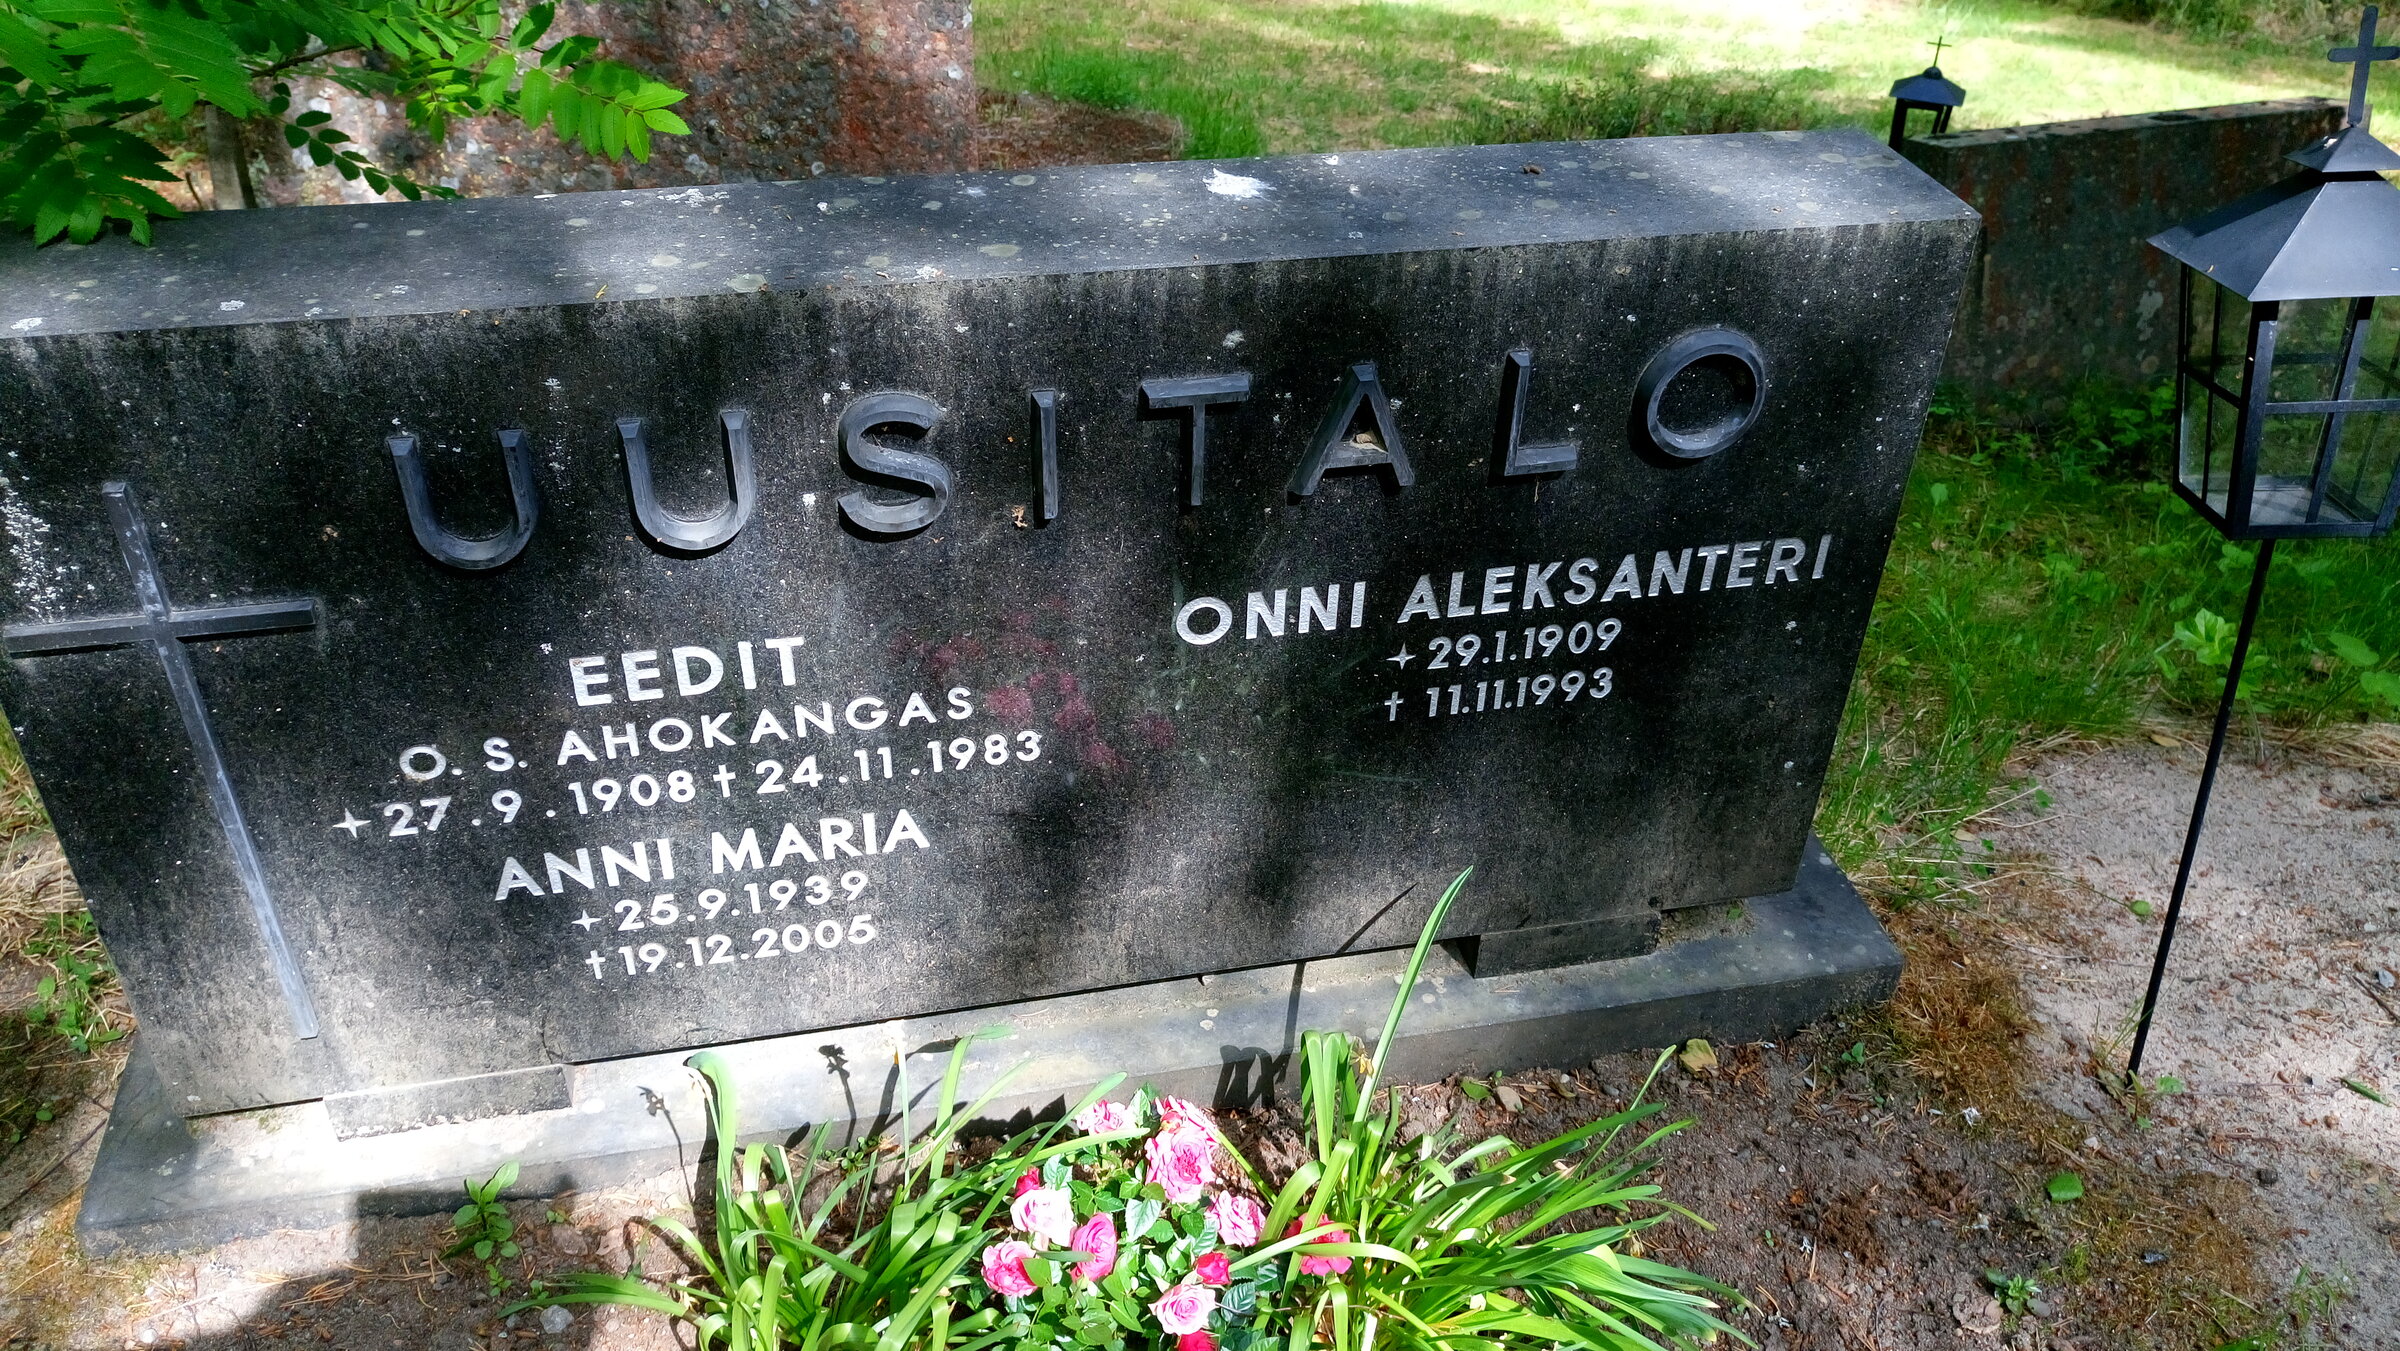 UUSITALO
EEDIT
O. S. AHOKANGAS
27.9.1908 † 24.11.1983
ANNI MARIA
25.9.1939
† 19.12.2005
ONNI ALEKSANTERI
29.1.1909
† 11.11.1993